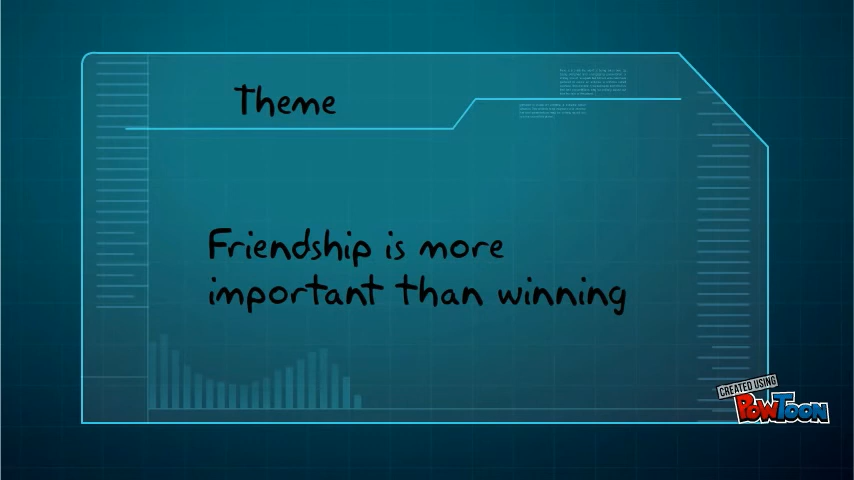 Theme
Friendship is more
important than winning
CREATED USING
POWTOON